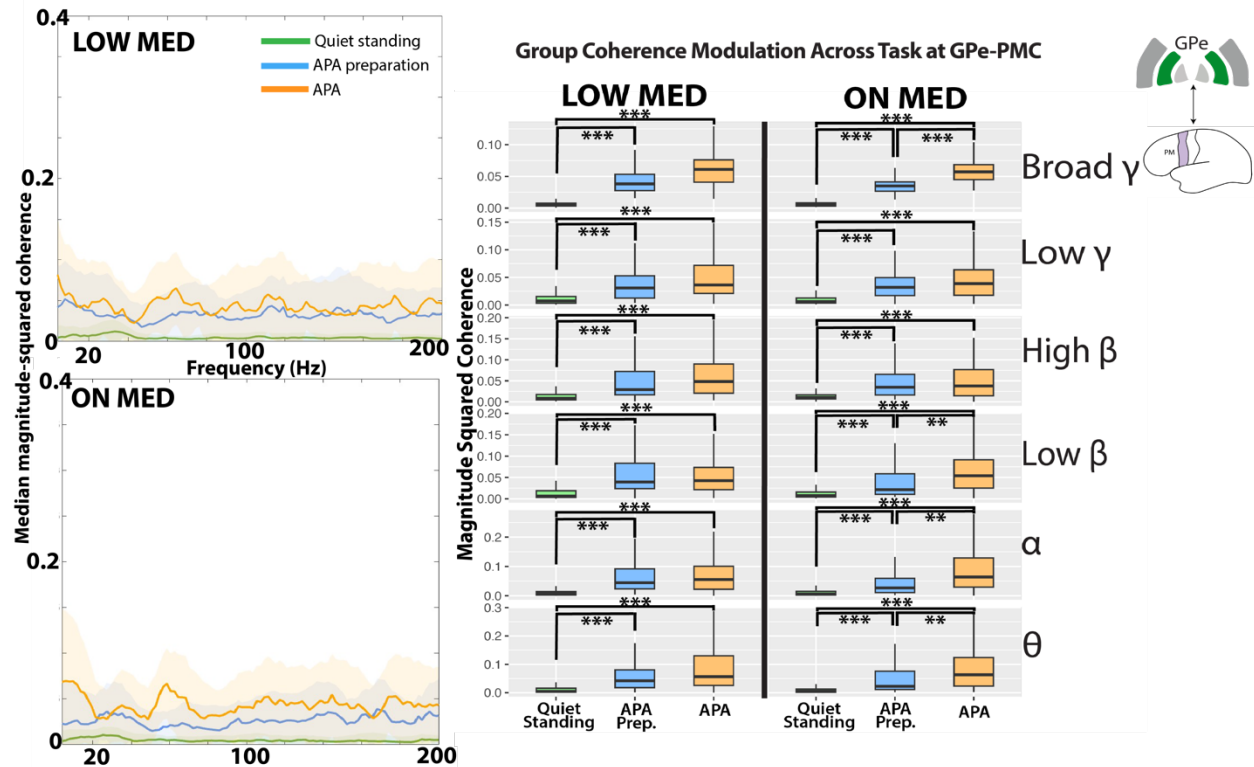 0.4
LOW MED
Quiet standing
APA preparation
APA
0.2
0
20
100
200
Frequency (Hz)
Median magnitude-squared coherence
0.4
ON MED
0.2
0
20
100
200
Group Coherence Modulation Across Task at GPe-PMC
GPe
PM
LOW MED
ON MED
Magnitude Squared Coherence
***
***
0.10
0.05
0.00
***
***
***
Broad γ
***
***
0.15
0.10
0.05
0.00
***
***
Low γ
***
***
0.20
0.15
0.10
0.05
0.00
***
***
High β
***
***
0.20
0.15
0.10
0.05
0.00
***
***
**
Low β
***
***
0.2
0.1
0.0
***
***
**
α
***
***
0.3
0.2
0.1
0.0
***
***
**
θ
Quiet
Standing
APA
Prep.
APA
Quiet
Standing
APA
Prep.
APA